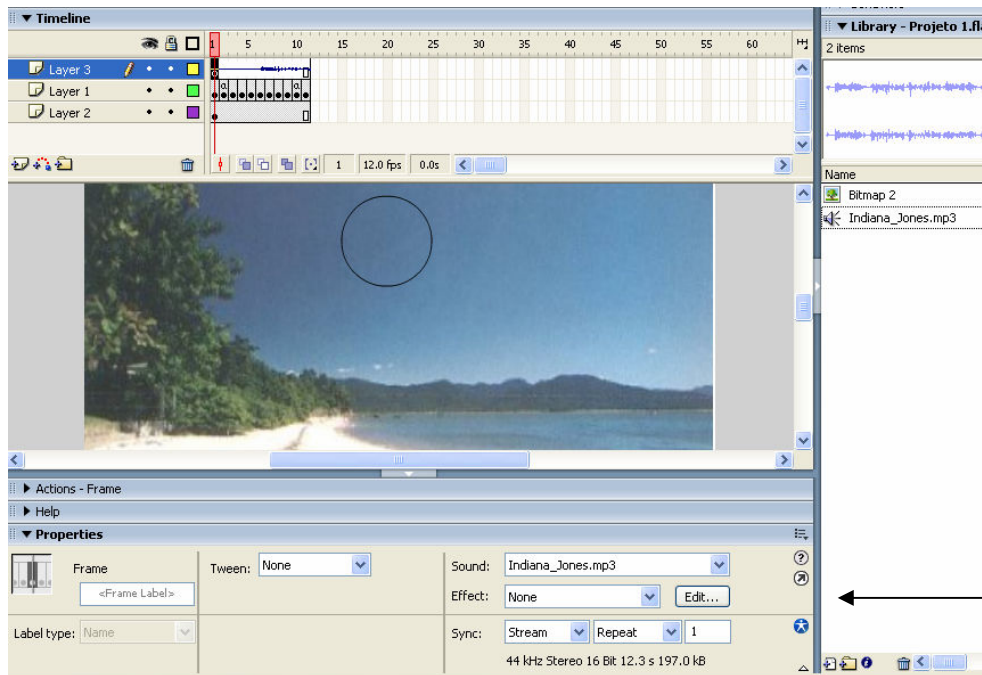 Timeline
1 5 10 15 20 25 30 35 40 45 50 55 60
Layer 3
Layer 1
Layer 2
1 12.0 fps 0.0s
Library - Projeto 1.fla
2 items
Name
Bitmap 2
Indiana_Jones.mp3
Actions - Frame
Help
Properties
Frame
<Frame Label>
Label type: Name
Tween: None
Sound: Indiana_Jones.mp3
Effect: None Edit...
Sync: Stream Repeat 1
44 kHz Stereo 16 Bit 12.3 s 197.0 kB